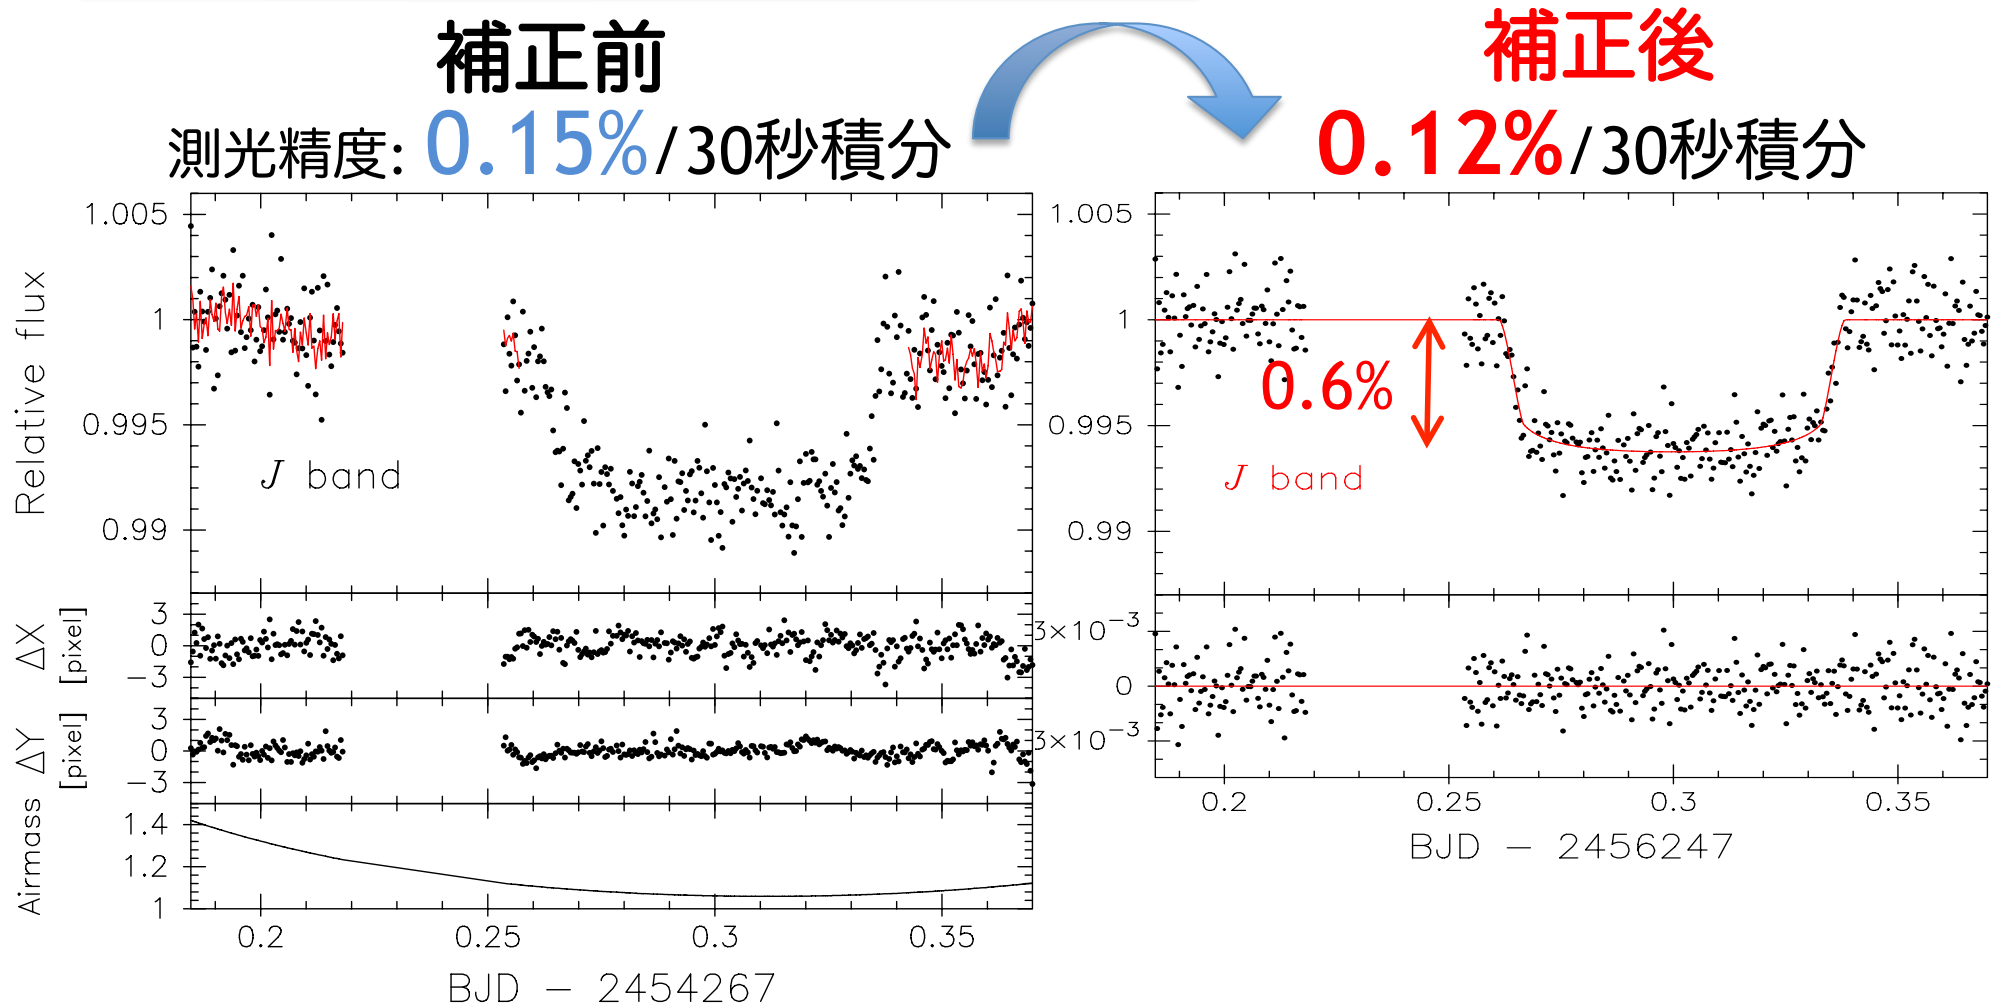 補正前
測光精度: 0.15%/30秒積分
補正後
0.12%/30秒積分
Relative flux
1.005
1
0.995
0.99
J band
ΔX
[pixel]
3
0
−3
ΔY
[pixel]
3
0
−3
Airmass
1.4
1.2
1
0.2 0.25 0.3 0.35
BJD − 2454267
1.005
1
0.995
0.99
0.6%
J band
3×10−3
0
3×10−3
0.2 0.25 0.3 0.35
BJD − 2456247